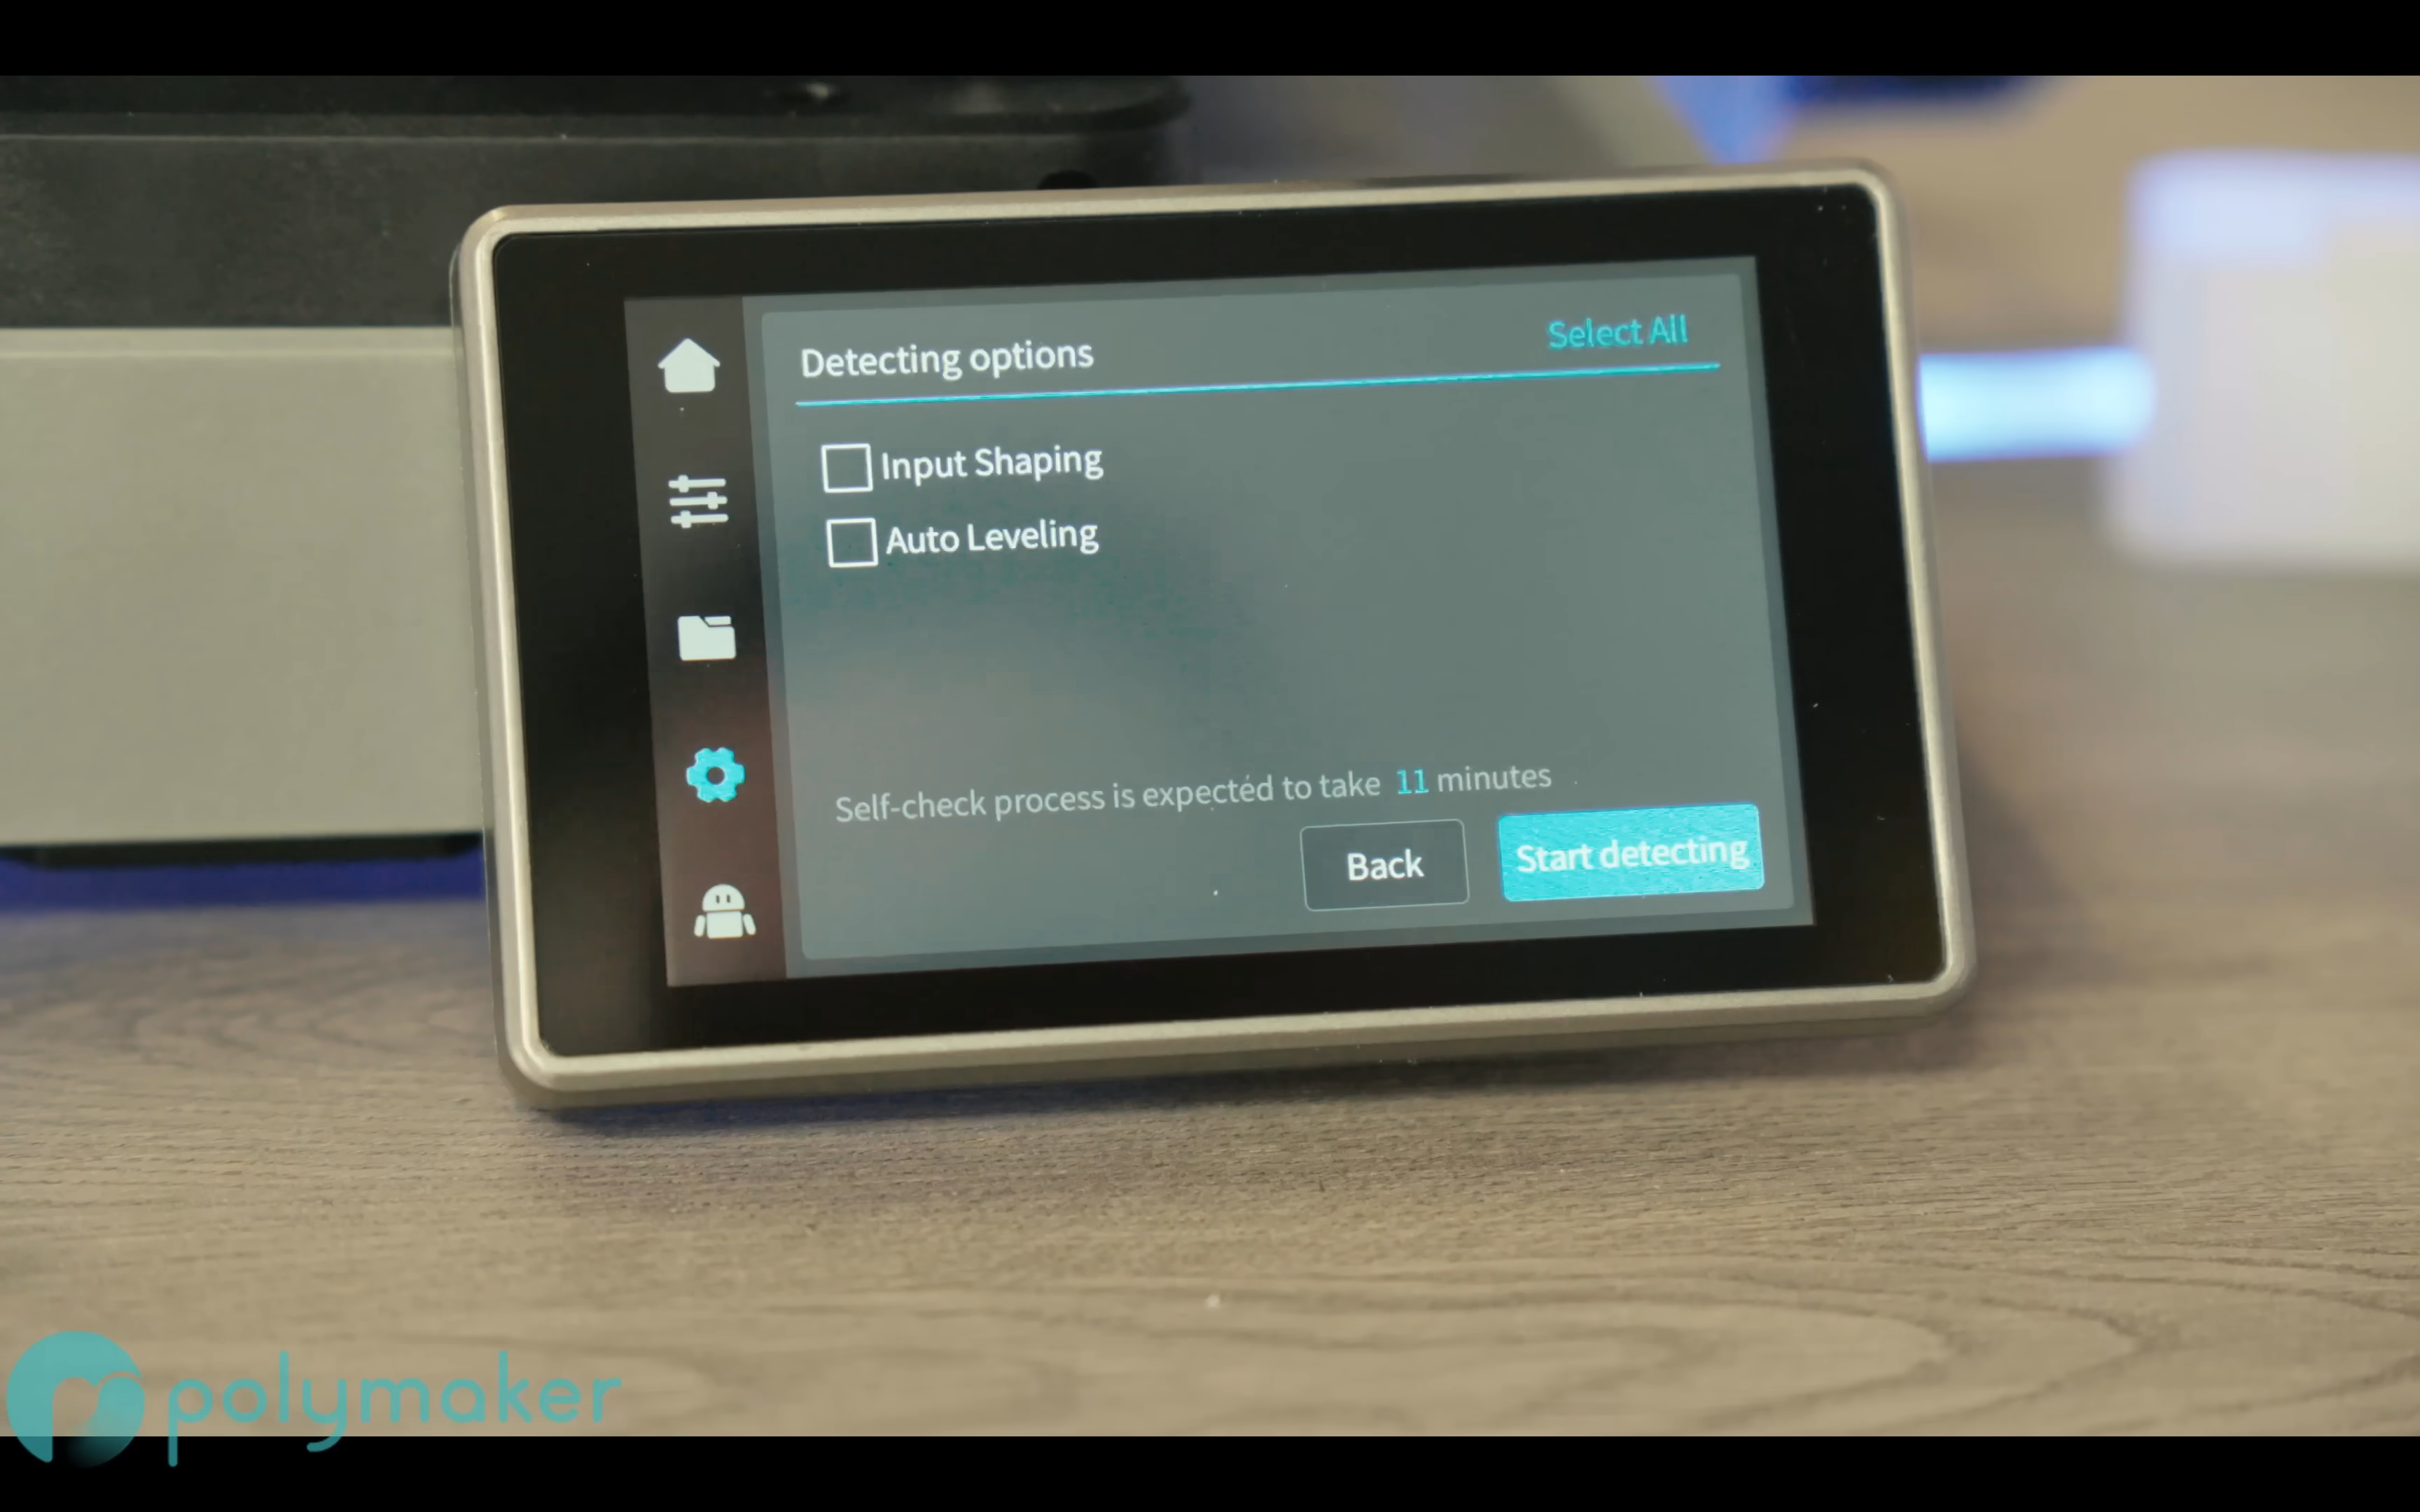 Detecting options
Select All
Input Shaping
Auto Leveling
Self-check process is expected to take 11 minutes
Back
Start detecting
polymaker